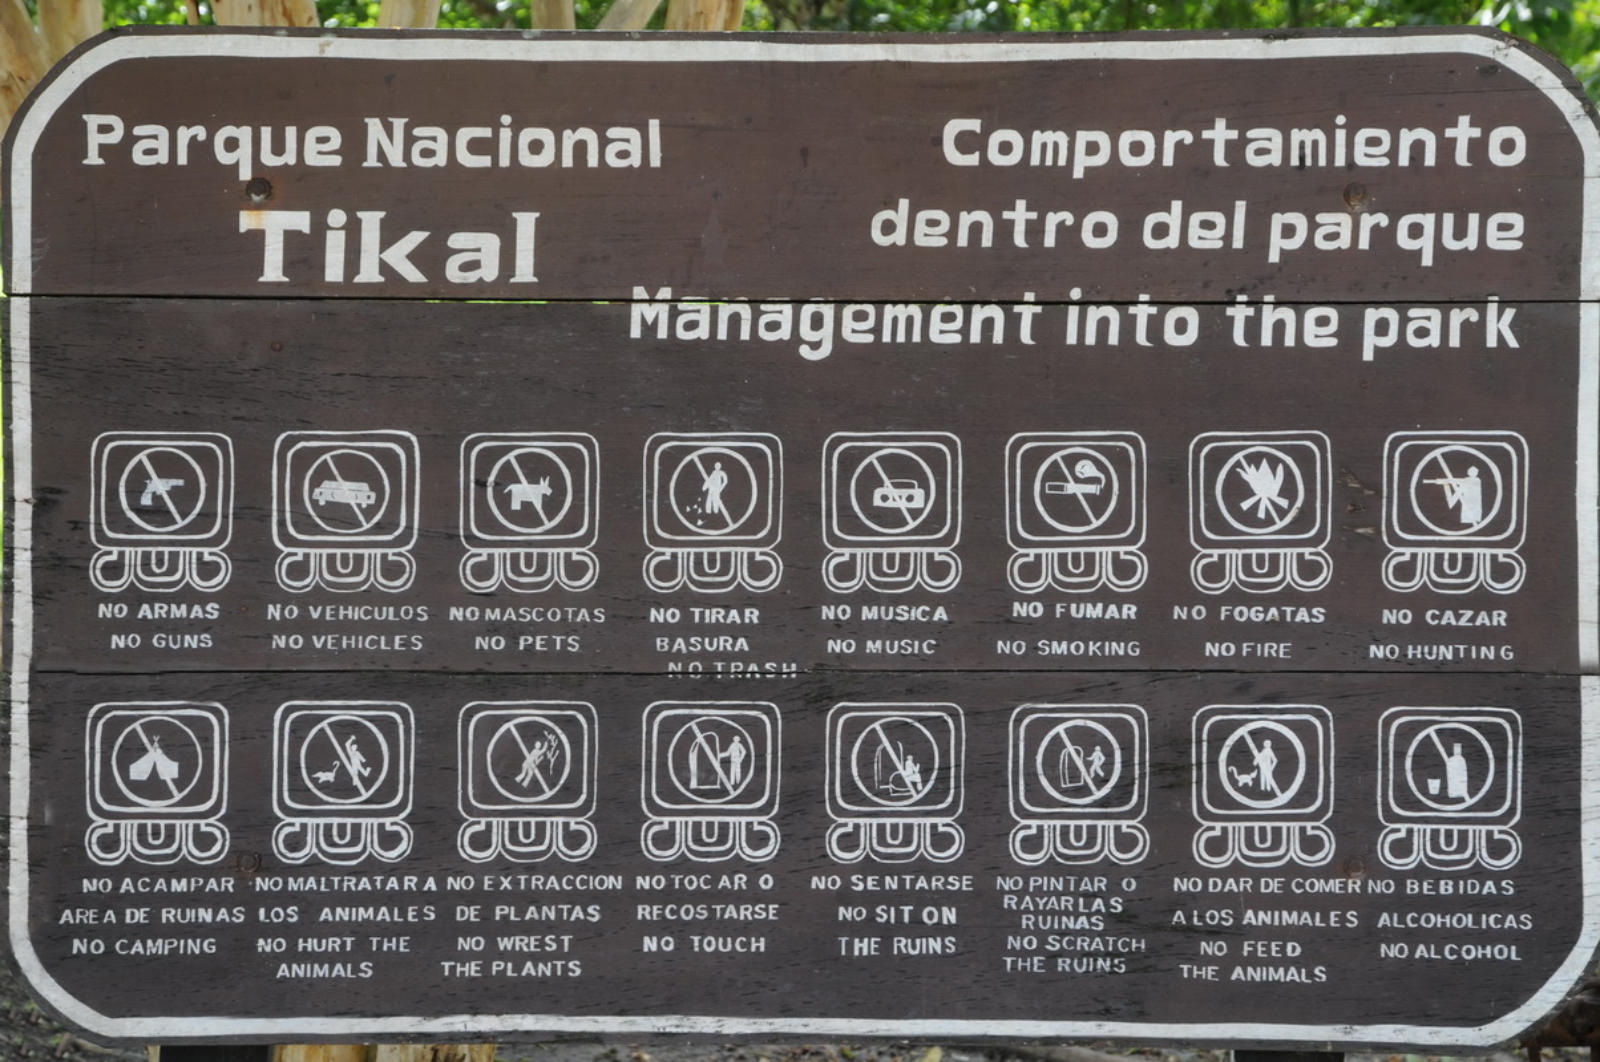 Parque Nacional
Tikal
Comportamiento
dentro del parque
Management into the park
NO ARMAS
NO GUNS
NO VEHICULOS
NO VEHICLES
NO MASCOTAS
NO PETS
NO TIRAR
BASURA
NO TRASH
NO MUSICA
NO MUSIC
NO FUMAR
NO SMOKING
NO FOGATAS
NO FIRE
NO CAZAR
NO HUNTING
NO ACAMPAR
AREA DE RUINAS
NO CAMPING
NO MALTRATAR A
LOS ANIMALES
NO HURT THE
ANIMALS
NO EXTRACCION
DE PLANTAS
NO WREST
THE PLANTS
NO TOCAR O
RECOSTARSE
NO TOUCH
NO SENTARSE
NO SIT ON
THE RUINS
NO PINTAR O
RAYAR LAS
RUINAS
NO SCRATCH
THE RUINS
NO DAR DE COMER
A LOS ANIMALES
NO FEED
THE ANIMALS
NO BEBIDAS
ALCOHOLICAS
NO ALCOHOL